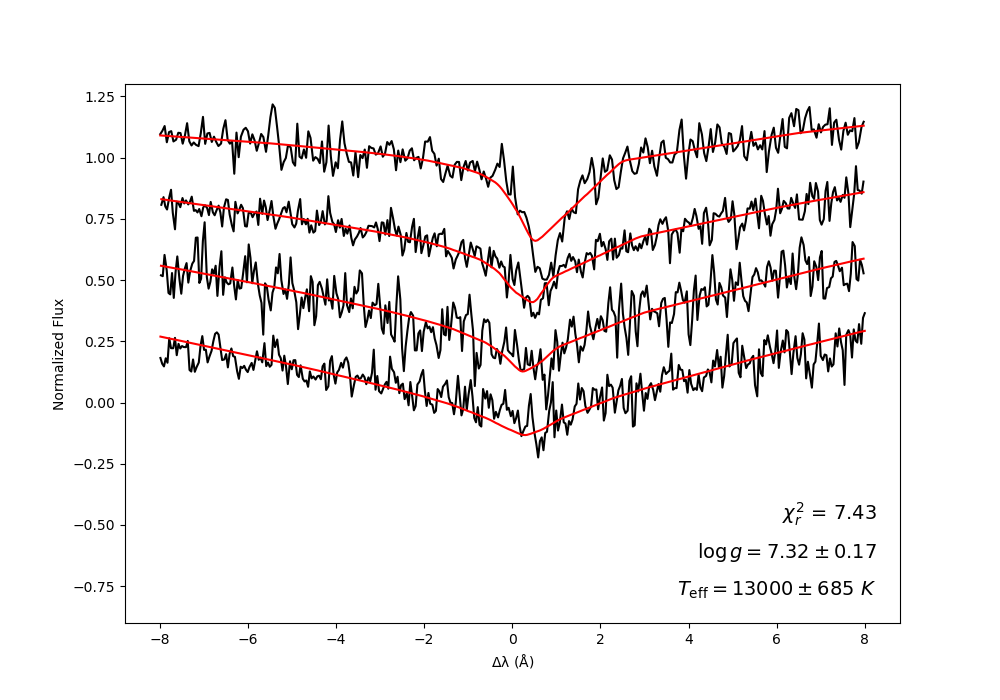 1.25
1.00
0.75
0.50
0.25
0.00
−0.25
−0.50
−0.75
Normalized Flux
χ²ᵣ = 7.43
log g = 7.32 ± 0.17
T_eff = 13000 ± 685 K
−8 −6 −4 −2 0 2 4 6 8
Δλ (Å)